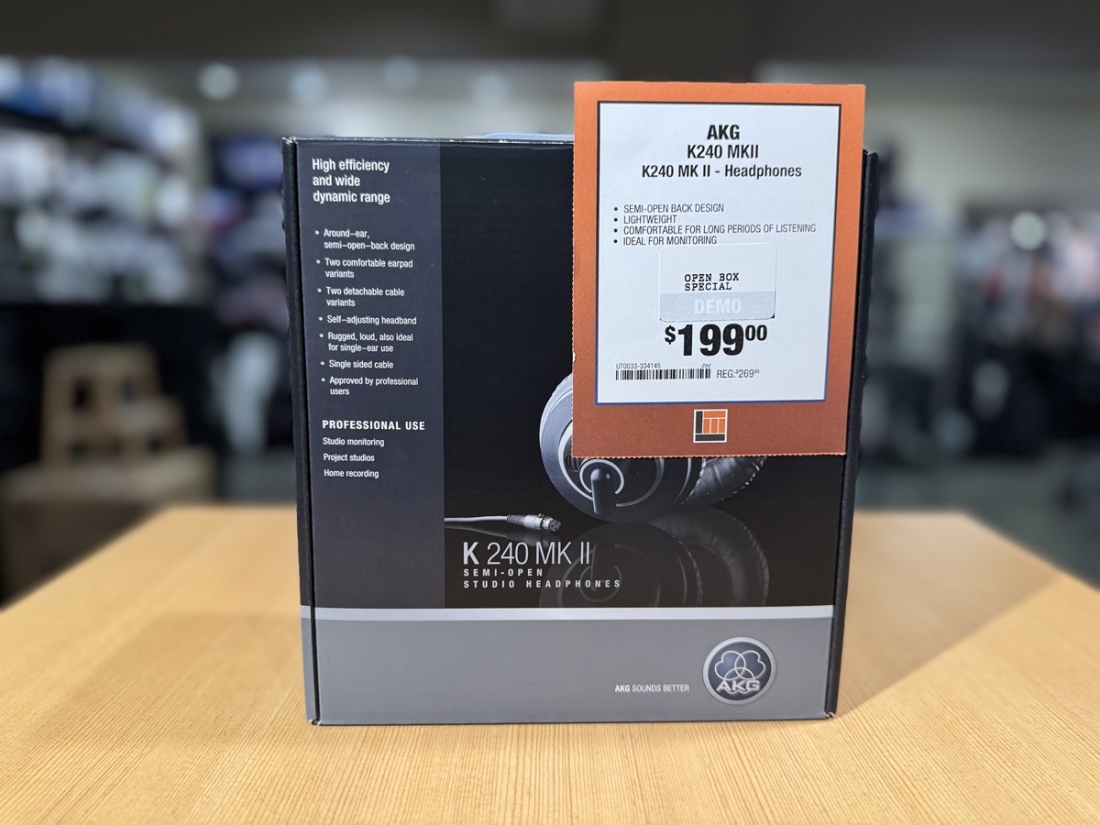 High efficiency
and wide
dynamic range
• Around-ear,
semi-open-back design
• Two comfortable earpad
variants
• Two detachable cable
variants
• Self-adjusting headband
• Rugged, loud, also ideal
for single-ear use
• Single sided cable
• Approved by professional
users
PROFESSIONAL USE
Studio monitoring
Project studios
Home recording
AKG
K240 MKII
K240 MK II - Headphones
• SEMI-OPEN BACK DESIGN
• LIGHTWEIGHT
• COMFORTABLE FOR LONG PERIODS OF LISTENING
• IDEAL FOR MONITORING
OPEN BOX
SPECIAL
DEMO
$199.00
UT0033-334145
REG:$269
K 240 MK II
SEMI-OPEN
STUDIO HEADPHONES
AKG SOUNDS BETTER
AKG